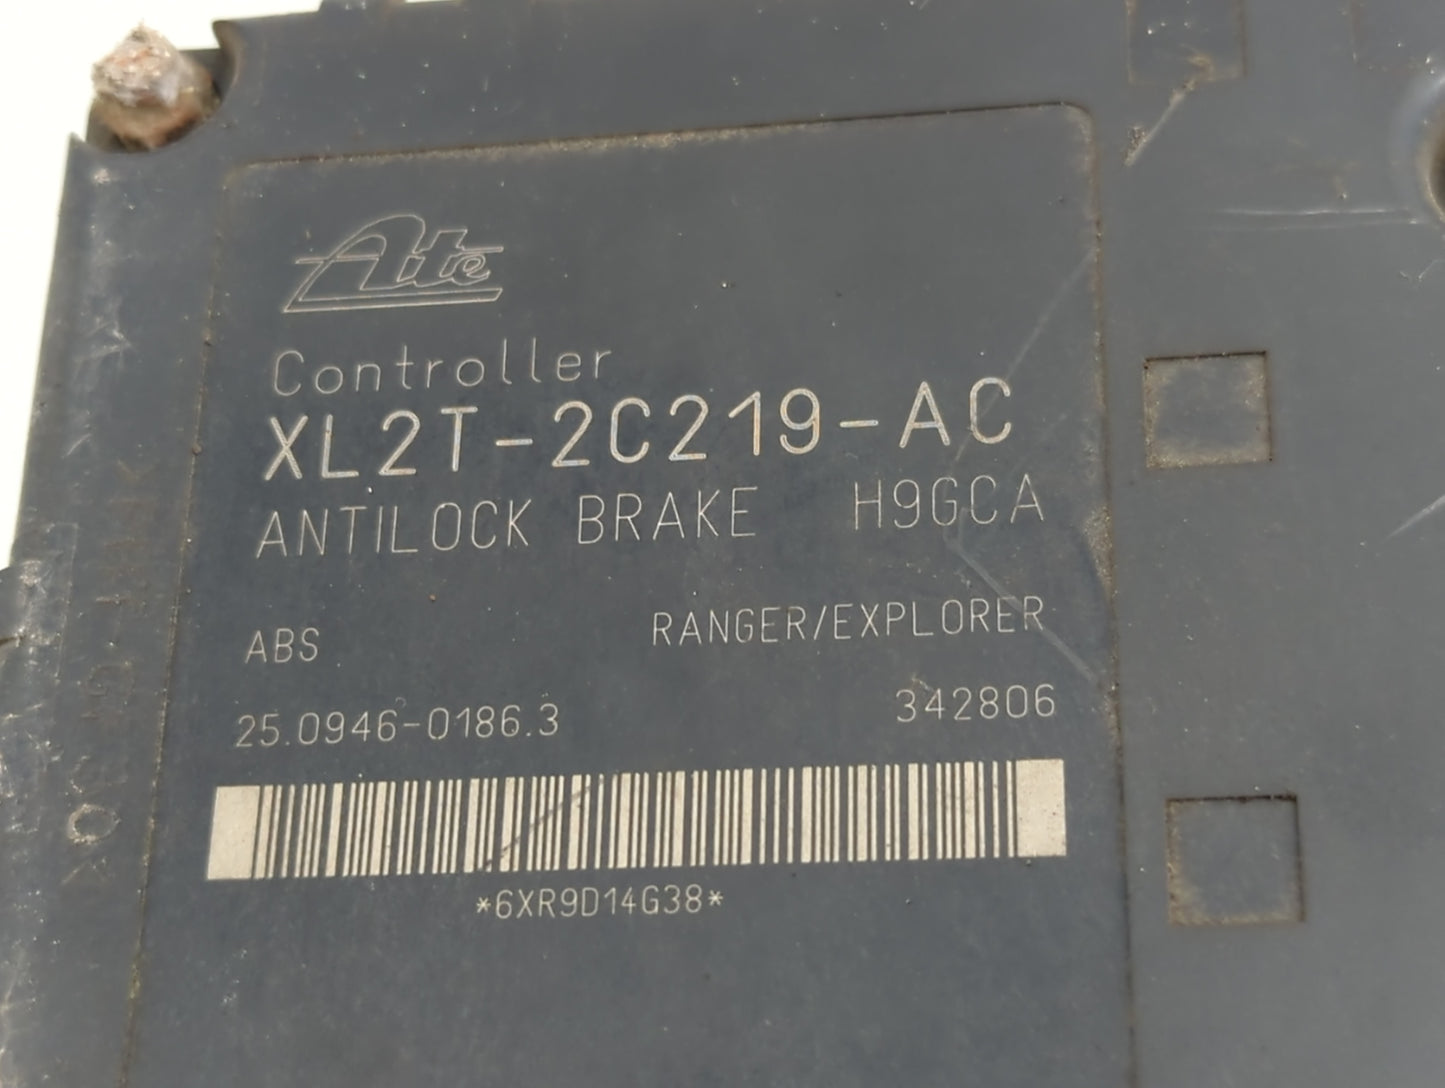 Ate
Controller
XL2T-2C219-AC
ANTILOCK BRAKE H9GCA
ABS RANGER/EXPLORER
25.0946-0186.3 342806
*6XR9D14G38*